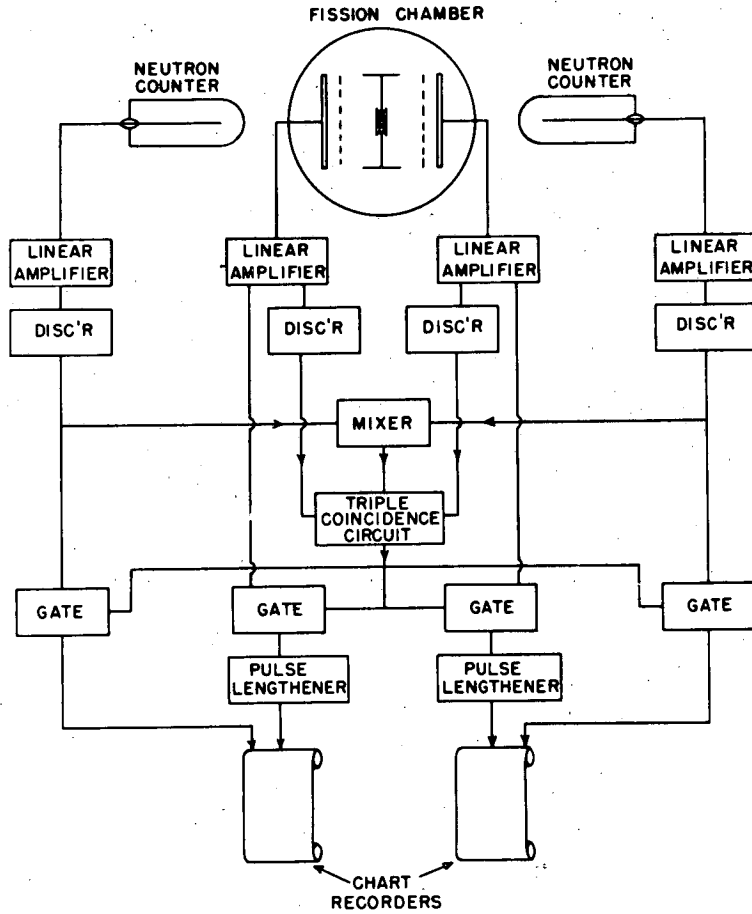 FISSION CHAMBER
NEUTRON
COUNTER
NEUTRON
COUNTER
LINEAR
AMPLIFIER
LINEAR
AMPLIFIER
LINEAR
AMPLIFIER
LINEAR
AMPLIFIER
DISC'R
DISC'R
DISC'R
DISC'R
MIXER
TRIPLE
COINCIDENCE
CIRCUIT
GATE
GATE
GATE
GATE
PULSE
LENGTHENER
PULSE
LENGTHENER
CHART
RECORDERS